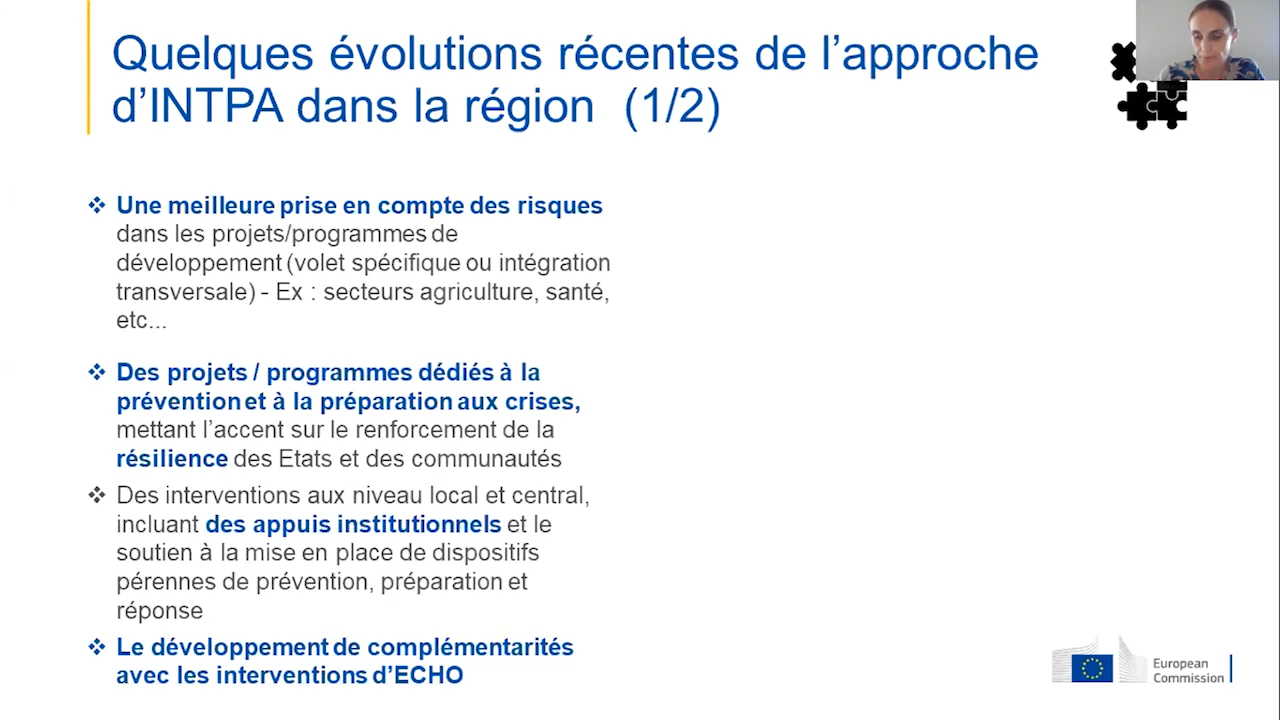 Quelques évolutions récentes de l’approche
d’INTPA dans la région (1/2)
❖ Une meilleure prise en compte des risques
dans les projets/programmes de
développement (volet spécifique ou intégration
transversale) - Ex : secteurs agriculture, santé,
etc...
❖ Des projets / programmes dédiés à la
prévention et à la préparation aux crises,
mettant l’accent sur le renforcement de la
résilience des Etats et des communautés
❖ Des interventions aux niveau local et central,
incluant des appuis institutionnels et le
soutien à la mise en place de dispositifs
pérennes de prévention, préparation et
réponse
❖ Le développement de complémentarités
avec les interventions d’ECHO
European
Commission